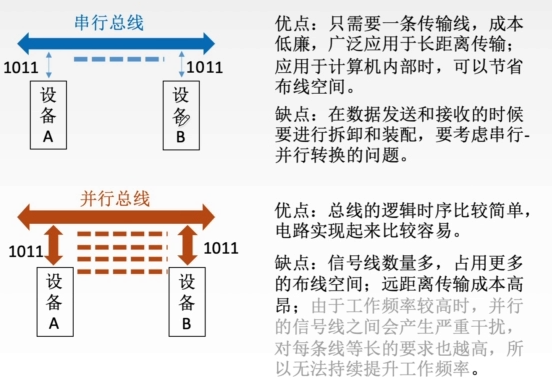 串行总线
1011
1011
设备A
设备B
优点：只需要一条传输线，成本
低廉，广泛应用于长距离传输；
应用于计算机内部时，可以节省
布线空间。
缺点：在数据发送和接收的时候
要进行拆卸和装配，要考虑串行-
并行转换的问题。
并行总线
1011
1011
设备A
设备B
优点：总线的逻辑时序比较简单，
电路实现起来比较容易。
缺点：信号线数量多，占用更多
的布线空间；远距离传输成本高
昂；由于工作频率较高时，并行
的信号线之间会产生严重干扰，
对每条线等长的要求也越高，所
以无法持续提升工作频率。